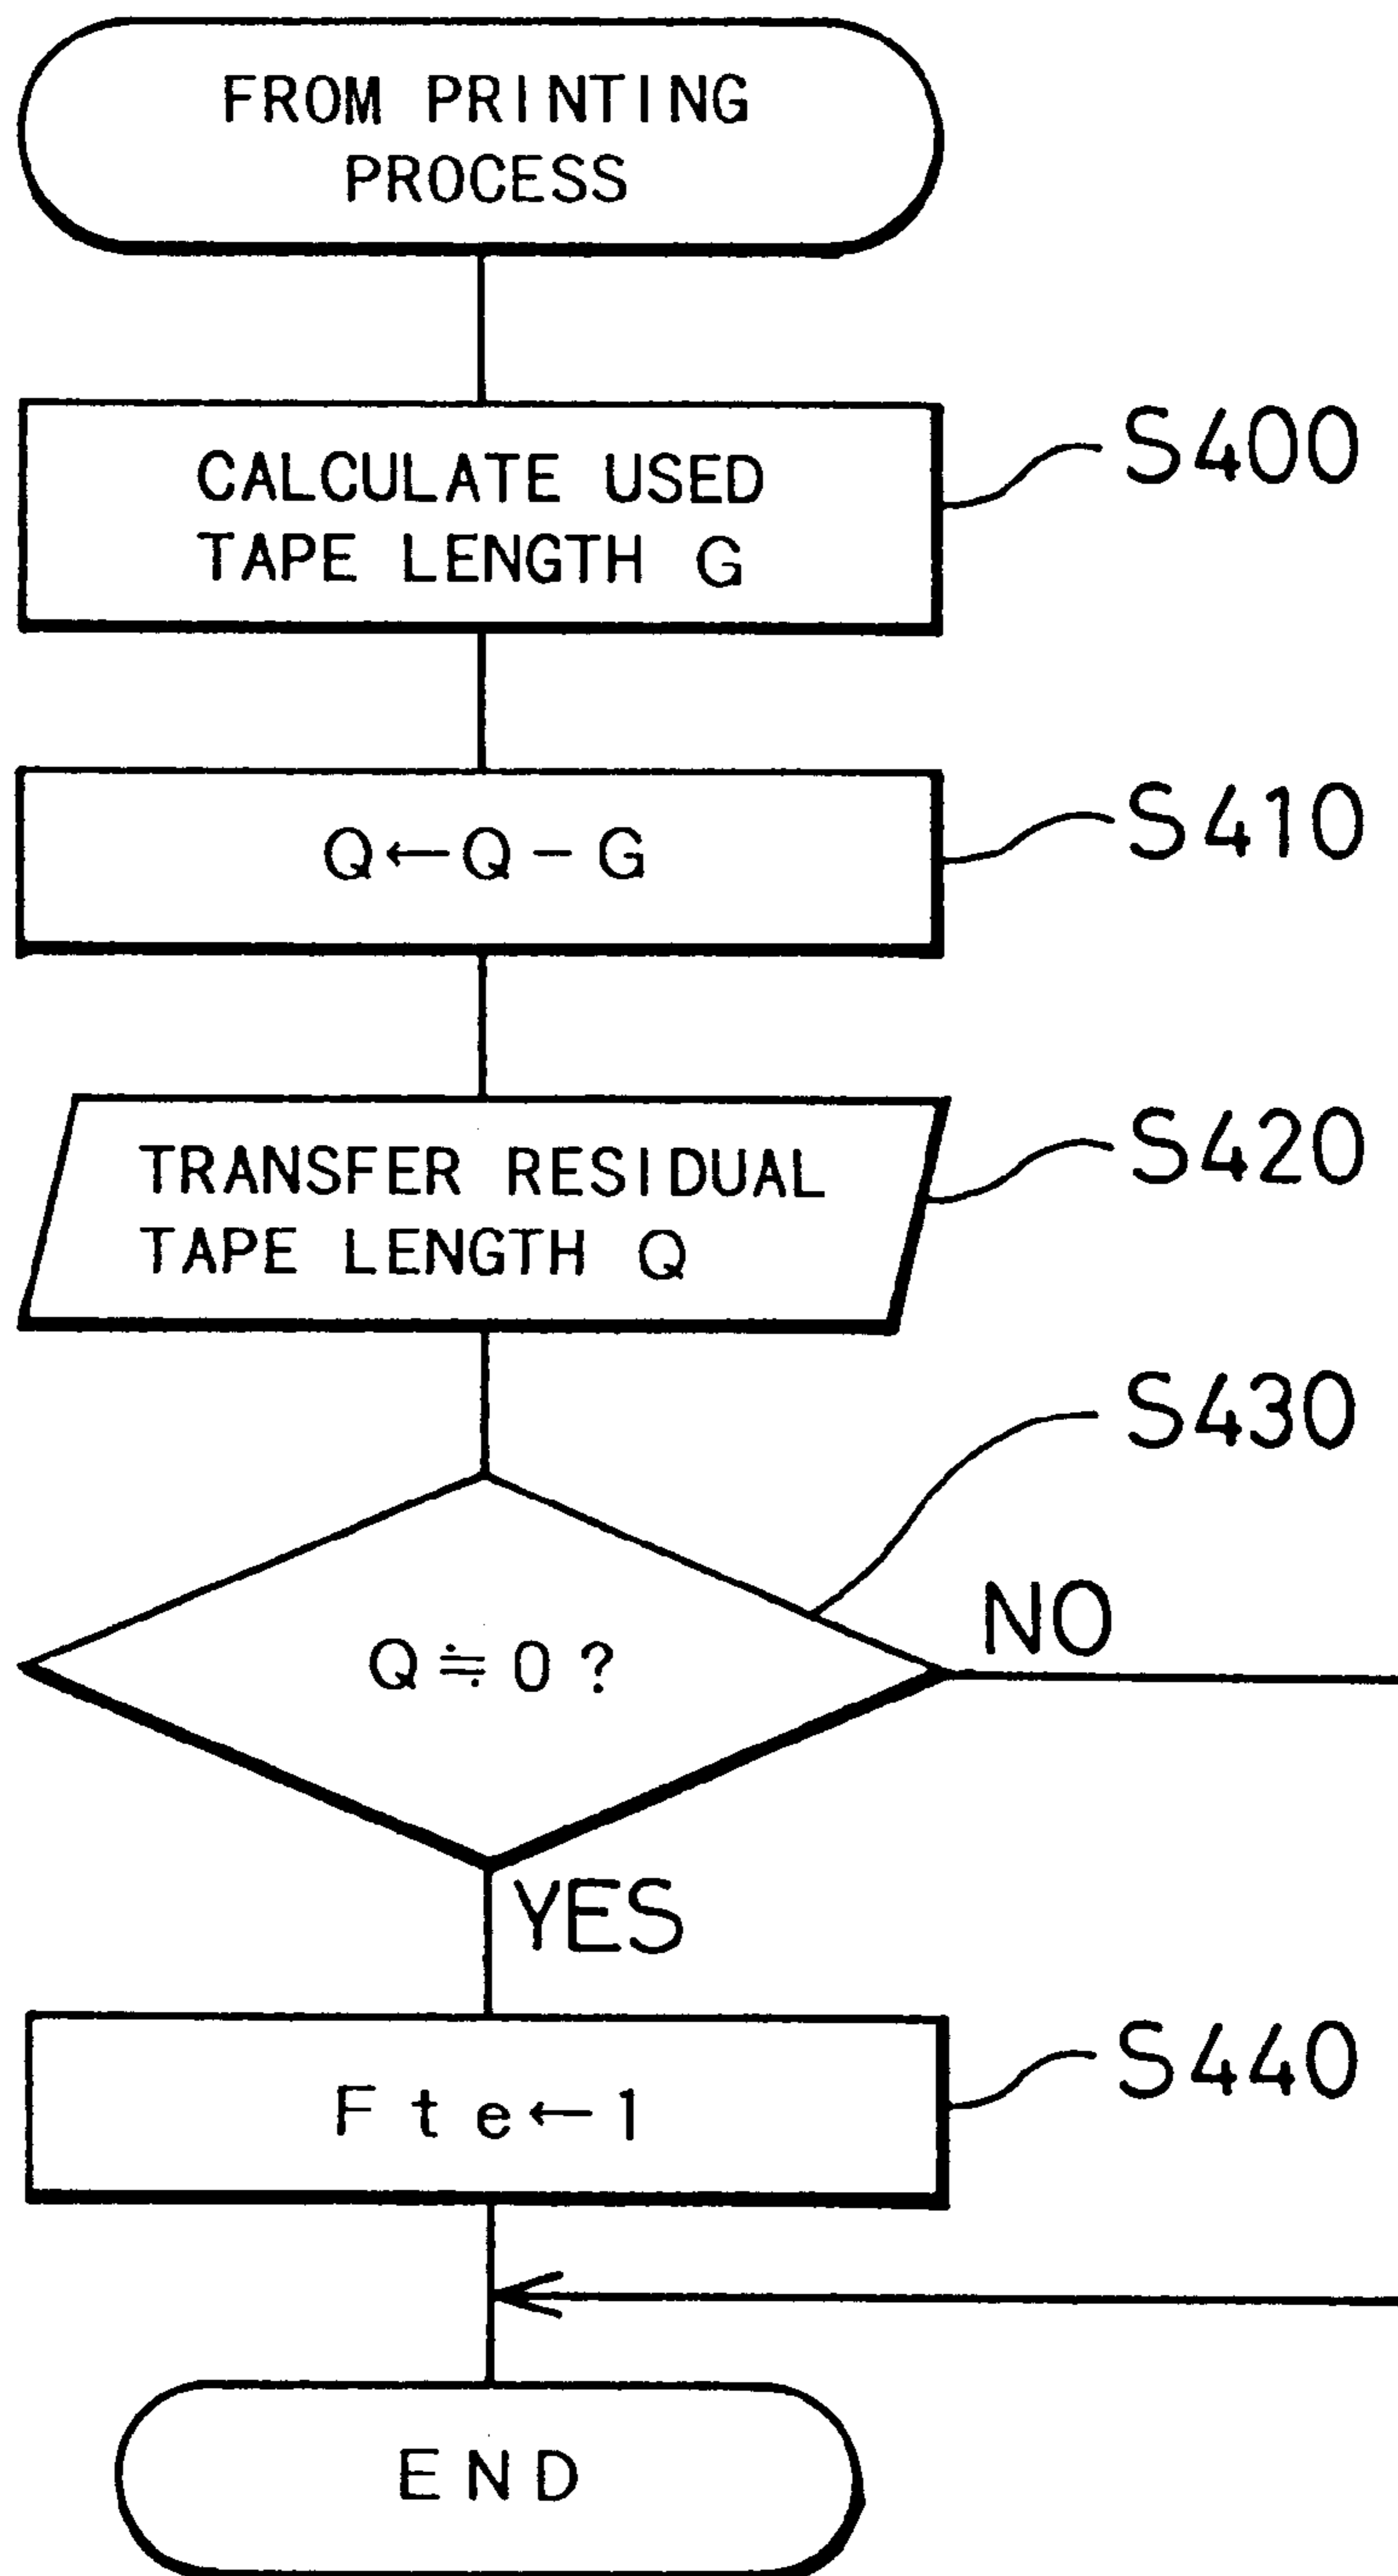 FROM PRINTING
PROCESS
CALCULATE USED
TAPE LENGTH G
S400
Q←Q-G
S410
TRANSFER RESIDUAL
TAPE LENGTH Q
S420
S430
Q≒0?
NO
YES
Fte←1
S440
END